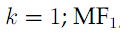 k = 1; MF₁.